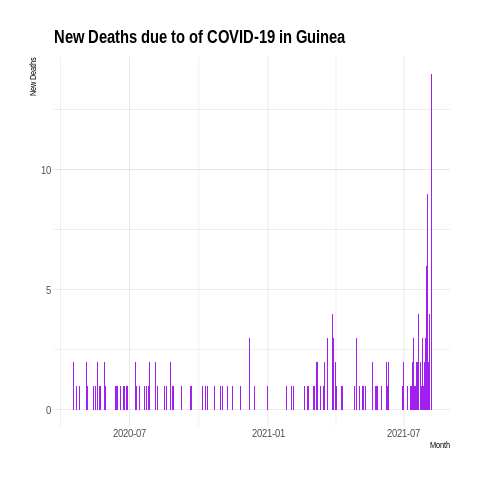 New Deaths due to of COVID-19 in Guinea
New Deaths
10
5
0
2020-07
2021-01
2021-07
Month